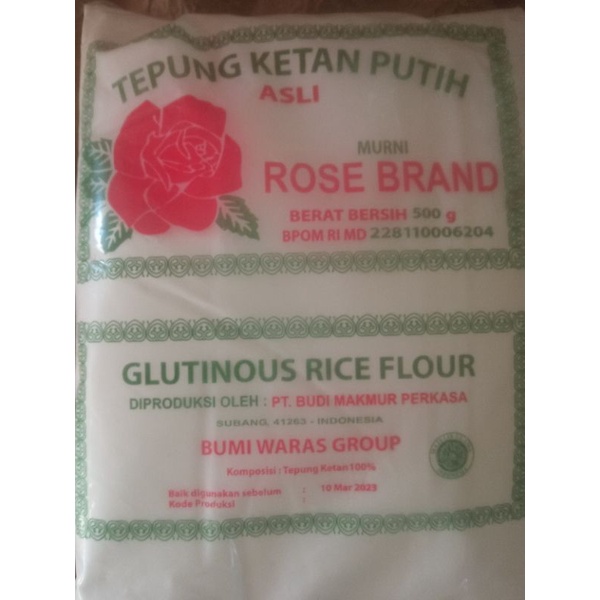 TEPUNG KETAN PUTIH
ASLI
MURNI
ROSE BRAND
BERAT BERSIH 500 g
BPOM RI MD 228110006204
GLUTINOUS RICE FLOUR
DIPRODUKSI OLEH : PT. BUDI MAKMUR PERKASA
SUBANG, 41263 - INDONESIA
BUMI WARAS GROUP
Komposisi : Tepung Ketan 100%
Baik digunakan sebelum : 10 Mar 2023
Kode Produksi :